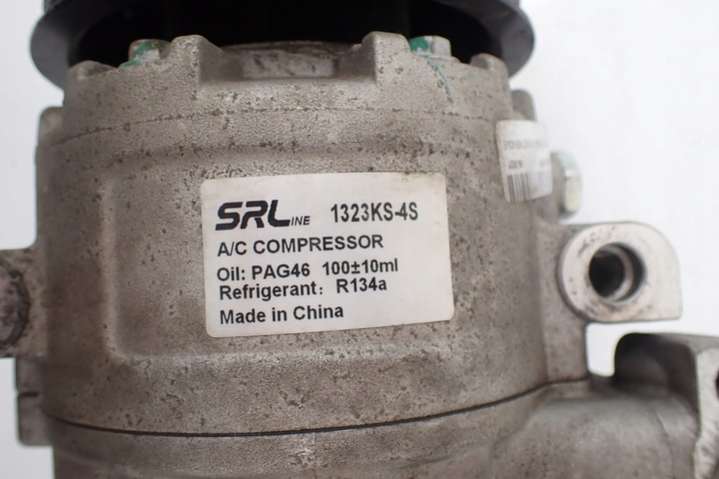 SRLINE 1323KS-4S
A/C COMPRESSOR
Oil: PAG46 100±10ml
Refrigerant: R134a
Made in China